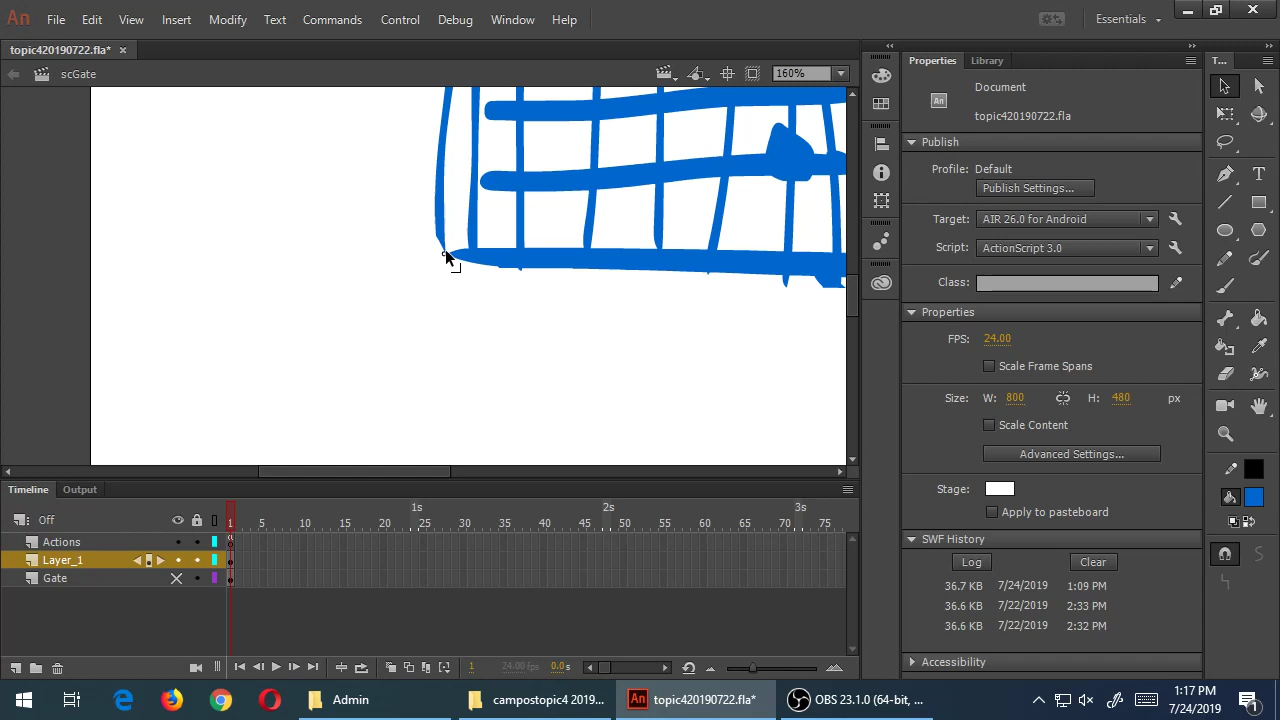 An File Edit View Insert Modify Text Commands Control Debug Window Help Essentials
topic420190722.fla* ×
scGate 160%
Properties Library T...
Document
An topic420190722.fla
Publish
Profile: Default
Publish Settings...
Target: AIR 26.0 for Android
Script: ActionScript 3.0
Class:
Properties
FPS: 24.00
Scale Frame Spans
Size: W: 800 H: 480 px
Scale Content
Advanced Settings...
Stage:
Apply to pasteboard
SWF History
Log Clear
36.7 KB 7/24/2019 1:09 PM
36.6 KB 7/22/2019 2:33 PM
36.6 KB 7/22/2019 2:32 PM
Accessibility
Timeline Output
1s 2s 3s
Off 1 5 10 15 20 25 30 35 40 45 50 55 60 65 70 75
Actions
Layer_1
Gate
1 24.00 fps 0.0s
Admin campostopic4 2019... An topic420190722.fla* OBS 23.1.0 (64-bit, ...
1:17 PM
7/24/2019
1